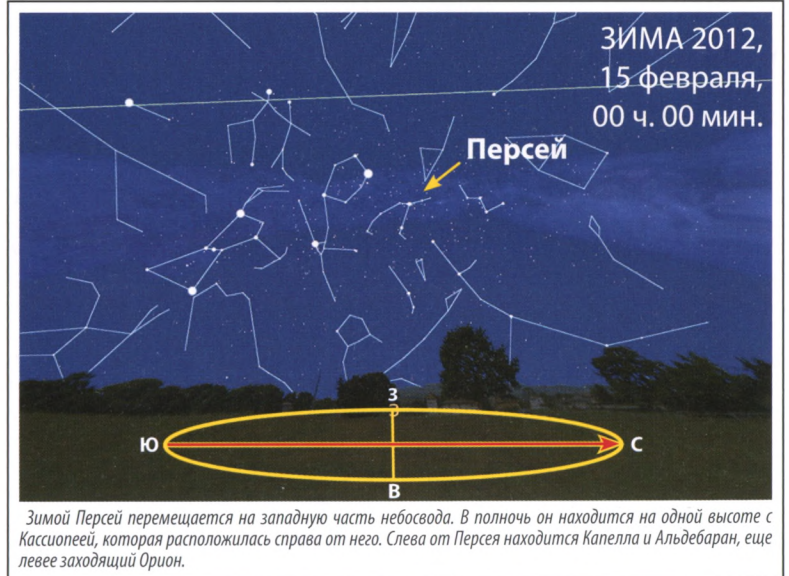 ЗИМА 2012,
15 февраля,
00 ч. 00 мин.
Персей
З
Ю
С
В
Зимой Персей перемещается на западную часть небосвода. В полночь он находится на одной высоте с
Кассиопеей, которая расположилась справа от него. Слева от Персея находится Капелла и Альдебаран, еще
левее заходящий Орион.